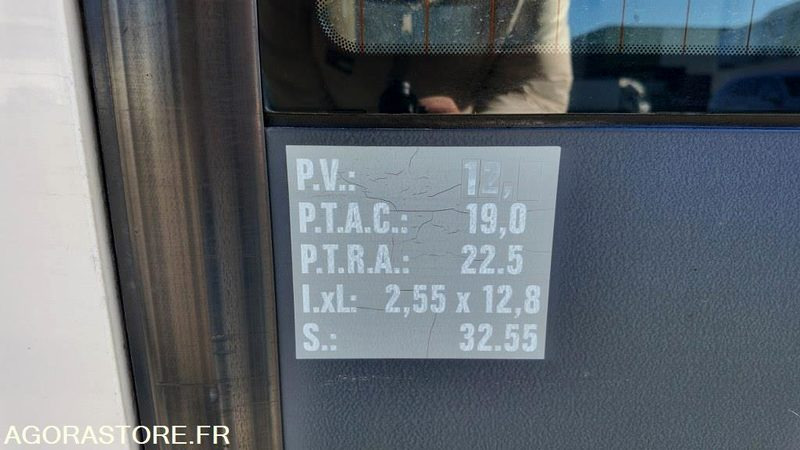 P.V.: 12,
P.T.A.C.: 19,0
P.T.R.A.: 22.5
l.xL: 2,55 x 12,8
S.: 32.55
AGORASTORE.FR